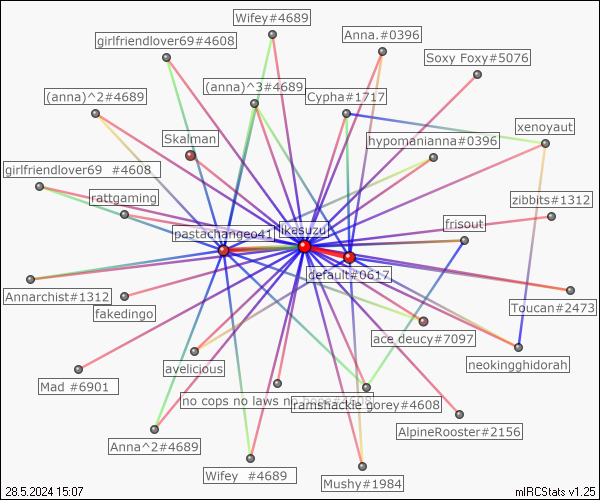 Wifey#4689
girlfriendlover69#4608
Anna.#0396
Soxy Foxy#5076
(anna)^2#4689
(anna)^3#4689
Cypha#1717
xenoyaut
Skalman
hypomanianna#0396
girlfriendlover69 #4608
rattgaming
zibbits#1312
pastachangeo41
likesuzu
frisout
default#0617
Annarchist#1312
fakedingo
Toucan#2473
ace deucy#7097
avelicious
neokingghidorah
Mad #6901
no cops no laws no
ramshackle gorey#4608
AlpineRooster#2156
Anna^2#4689
Wifey #4689
Mushy#1984
28.5.2024 15:07
mIRCStats v1.25